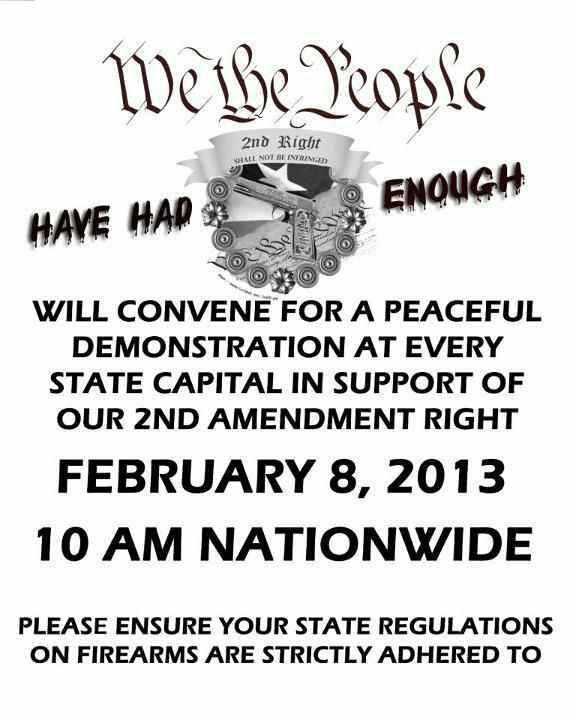 We the People
2nd Right
SHALL NOT BE INFRINGED
HAVE HAD
ENOUGH
WILL CONVENE FOR A PEACEFUL
DEMONSTRATION AT EVERY
STATE CAPITAL IN SUPPORT OF
OUR 2ND AMENDMENT RIGHT
FEBRUARY 8, 2013
10 AM NATIONWIDE
PLEASE ENSURE YOUR STATE REGULATIONS
ON FIREARMS ARE STRICTLY ADHERED TO